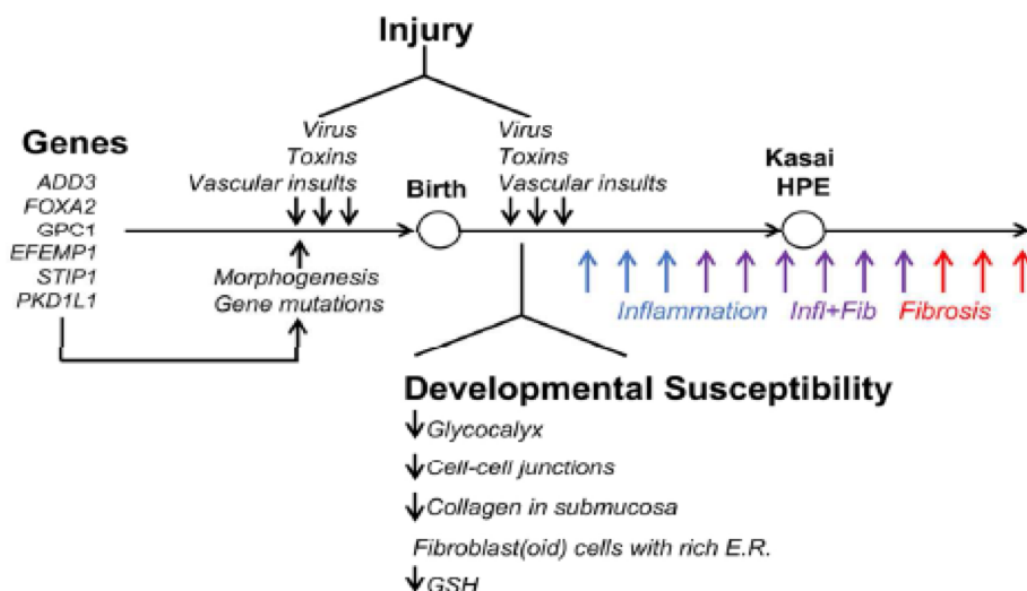 Injury
Virus
Toxins
Vascular insults
Virus
Toxins
Vascular insults
Genes
ADD3
FOXA2
GPC1
EFEMP1
STIP1
PKD1L1
Birth
Kasai
HPE
Morphogenesis
Gene mutations
Inflammation Infl+Fib Fibrosis
Developmental Susceptibility
↓Glycocalyx
↓Cell-cell junctions
↓Collagen in submucosa
Fibroblast(oid) cells with rich E.R.
↓GSH